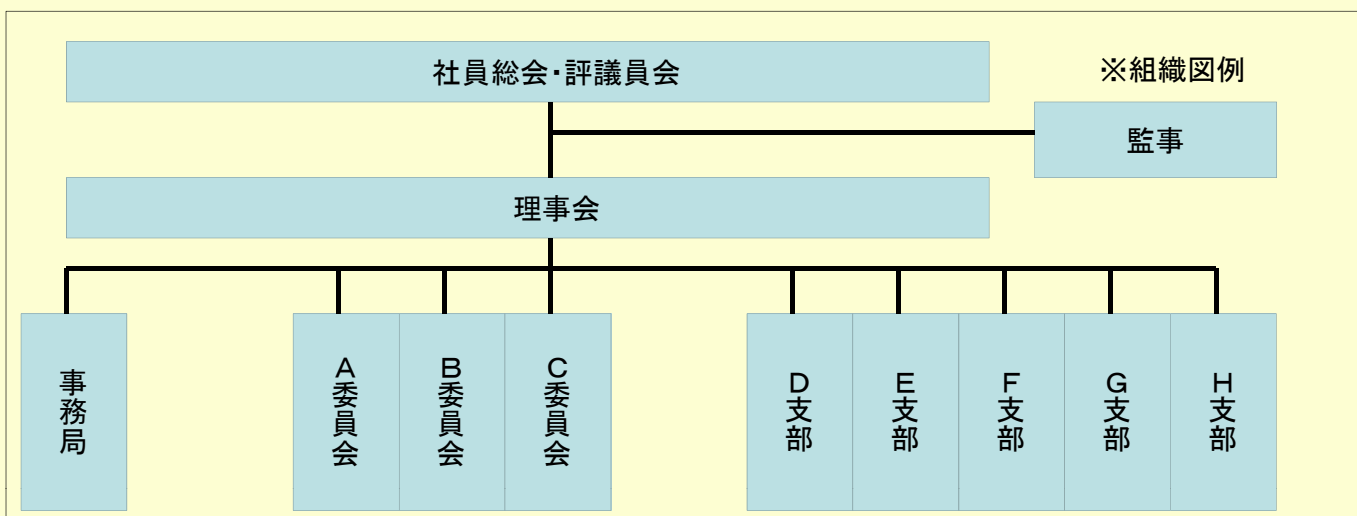 社員総会・評議員会
※組織図例
監事
理事会
事務局
A委員会
B委員会
C委員会
D支部
E支部
F支部
G支部
H支部